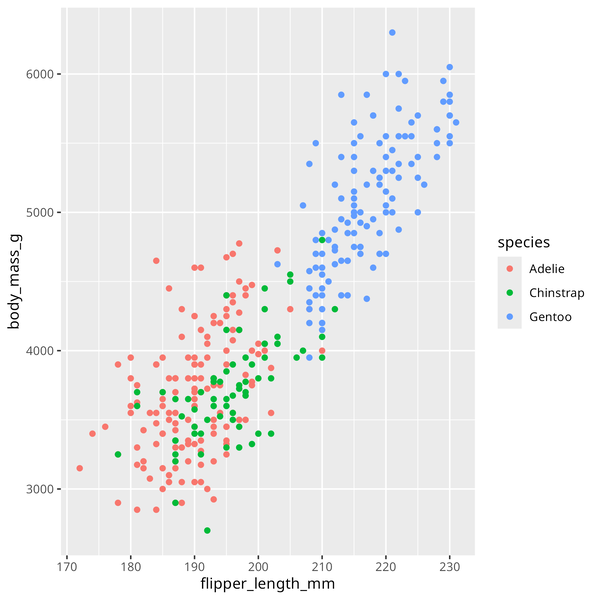 6000
5000
4000
3000
body_mass_g
170 180 190 200 210 220 230
flipper_length_mm
species
Adelie
Chinstrap
Gentoo